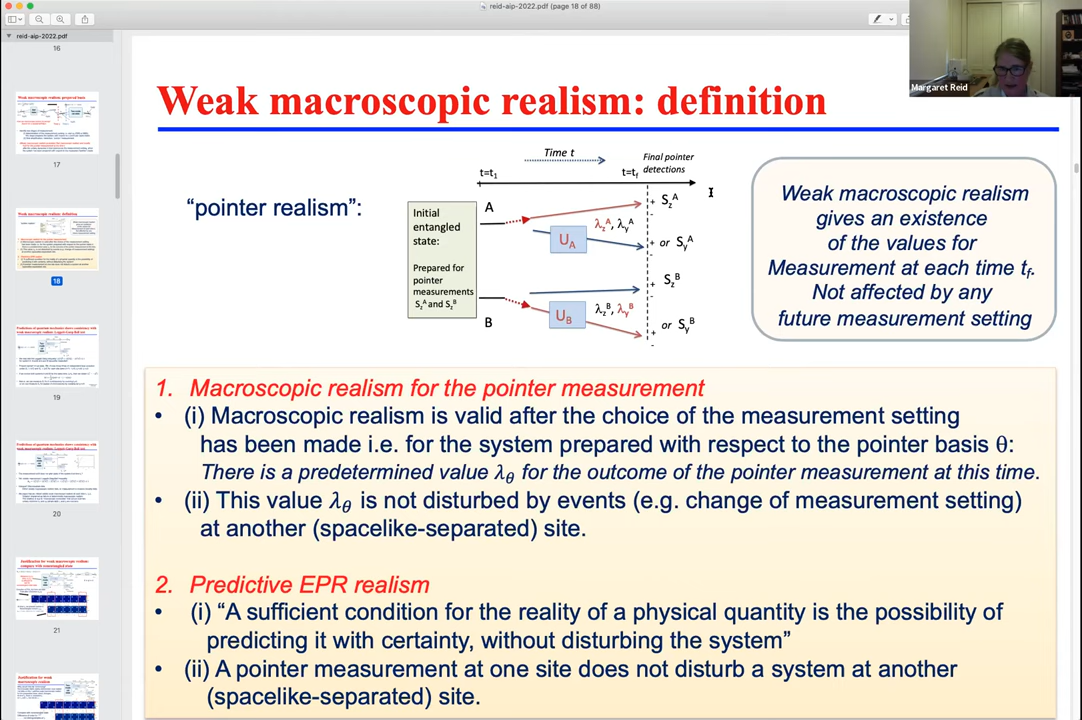 reid-aip-2022.pdf (page 18 of 88)
reid-aip-2022.pdf
16
17
18
19
20
21
Margaret Reid
Weak macroscopic realism: definition
“pointer realism”:
Time t
Final pointer
detections
t=t₁
t=t_f
Initial
entangled
state:
Prepared for
pointer
measurements
S_z^A and S_z^B
A
B
U_A
U_B
λ_z^A, λ_y^A
λ_z^B, λ_y^B
+ S_z^A
-
+ or S_y^A
-
+ S_z^B
-
+ or S_y^B
-
Weak macroscopic realism
gives an existence
of the values for
Measurement at each time t_f.
Not affected by any
future measurement setting
1. Macroscopic realism for the pointer measurement
• (i) Macroscopic realism is valid after the choice of the measurement setting
has been made i.e. for the system prepared with respect to the pointer basis θ:
There is a predetermined value λ_θ for the outcome of the pointer measurement at this time.
• (ii) This value λ_θ is not disturbed by events (e.g. change of measurement setting)
at another (spacelike-separated) site.
2. Predictive EPR realism
• (i) “A sufficient condition for the reality of a physical quantity is the possibility of
predicting it with certainty, without disturbing the system”
• (ii) A pointer measurement at one site does not disturb a system at another
(spacelike-separated) site.